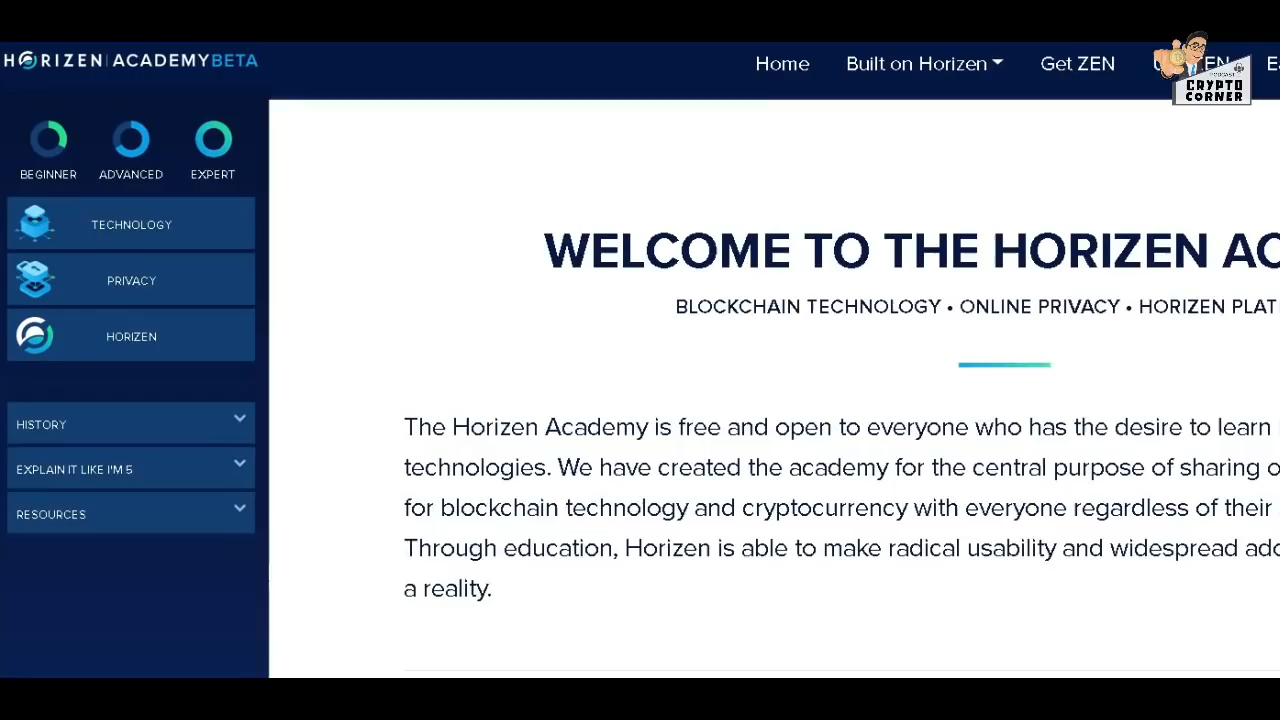 HORIZEN ACADEMYBETA
Home Built on Horizen Get ZEN
PODCAST
CRYPTO
CORNER
BEGINNER ADVANCED EXPERT
TECHNOLOGY
PRIVACY
HORIZEN
HISTORY
EXPLAIN IT LIKE I'M 5
RESOURCES
WELCOME TO THE HORIZEN AC
BLOCKCHAIN TECHNOLOGY • ONLINE PRIVACY • HORIZEN PLAT
The Horizen Academy is free and open to everyone who has the desire to learn
technologies. We have created the academy for the central purpose of sharing o
for blockchain technology and cryptocurrency with everyone regardless of their
Through education, Horizen is able to make radical usability and widespread ado
a reality.